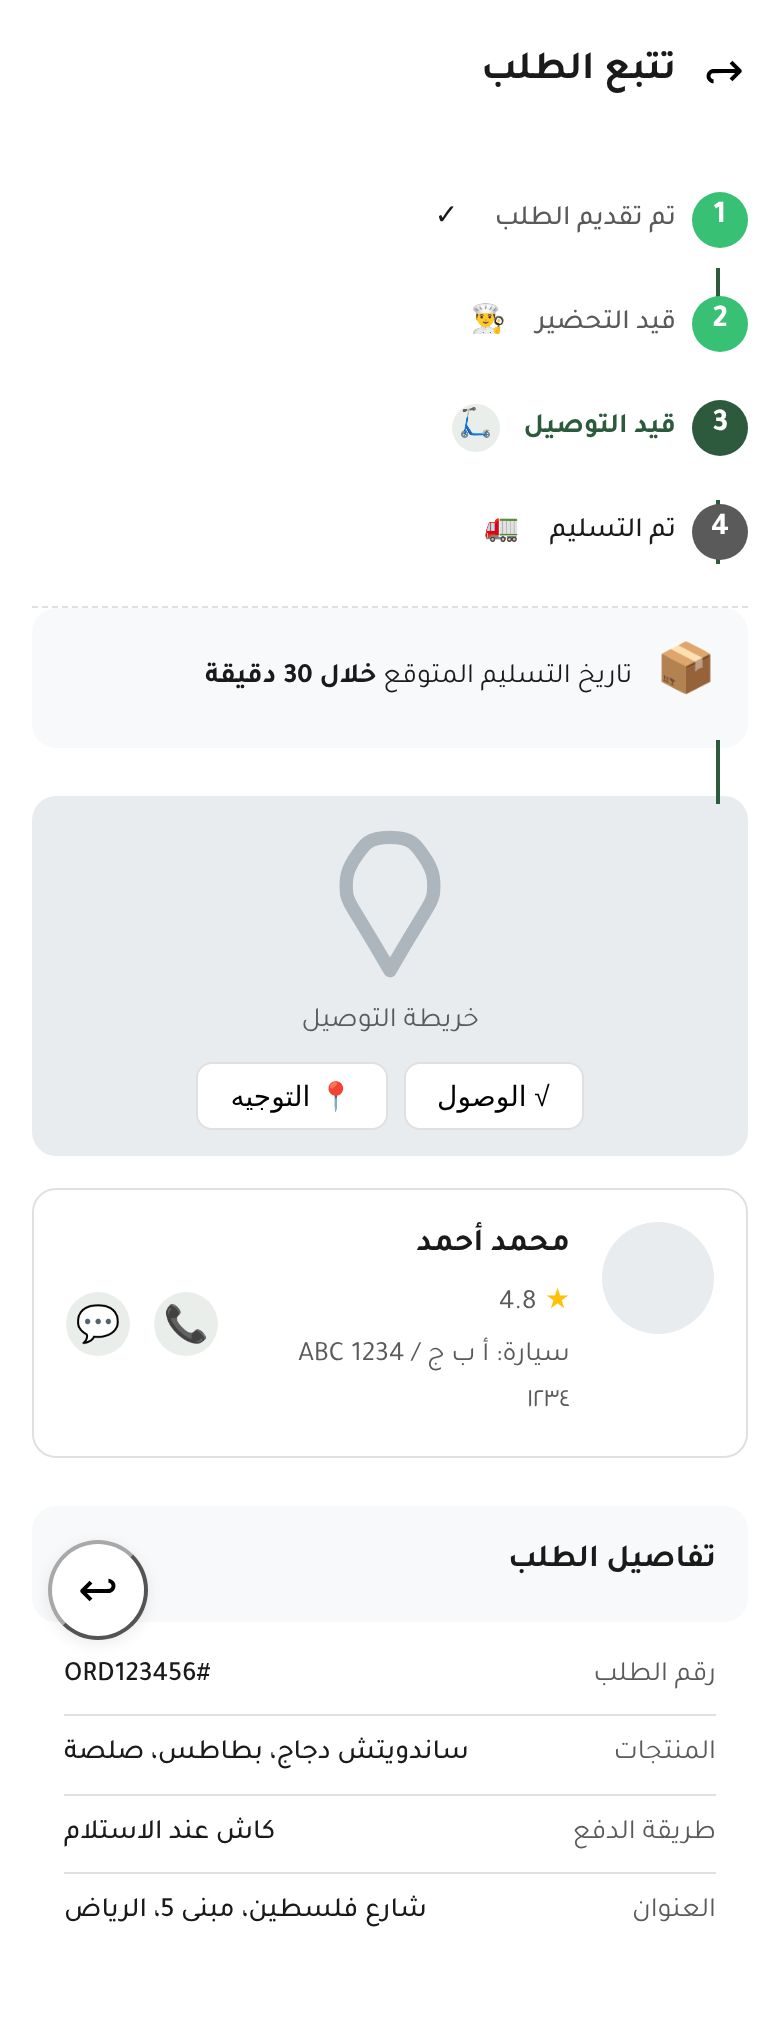 تتبع الطلب
1 تم تقديم الطلب ✓
2 قيد التحضير
3 قيد التوصيل
4 تم التسليم
تاريخ التسليم المتوقع خلال 30 دقيقة
خريطة التوصيل
√ الوصول
التوجيه
محمد أحمد
★ 4.8
سيارة: أ ب ج / ABC 1234
١٢٣٤
تفاصيل الطلب
رقم الطلب
ORD123456#
المنتجات
ساندويتش دجاج، بطاطس، صلصة
طريقة الدفع
كاش عند الاستلام
العنوان
شارع فلسطين، مبنى 5، الرياض